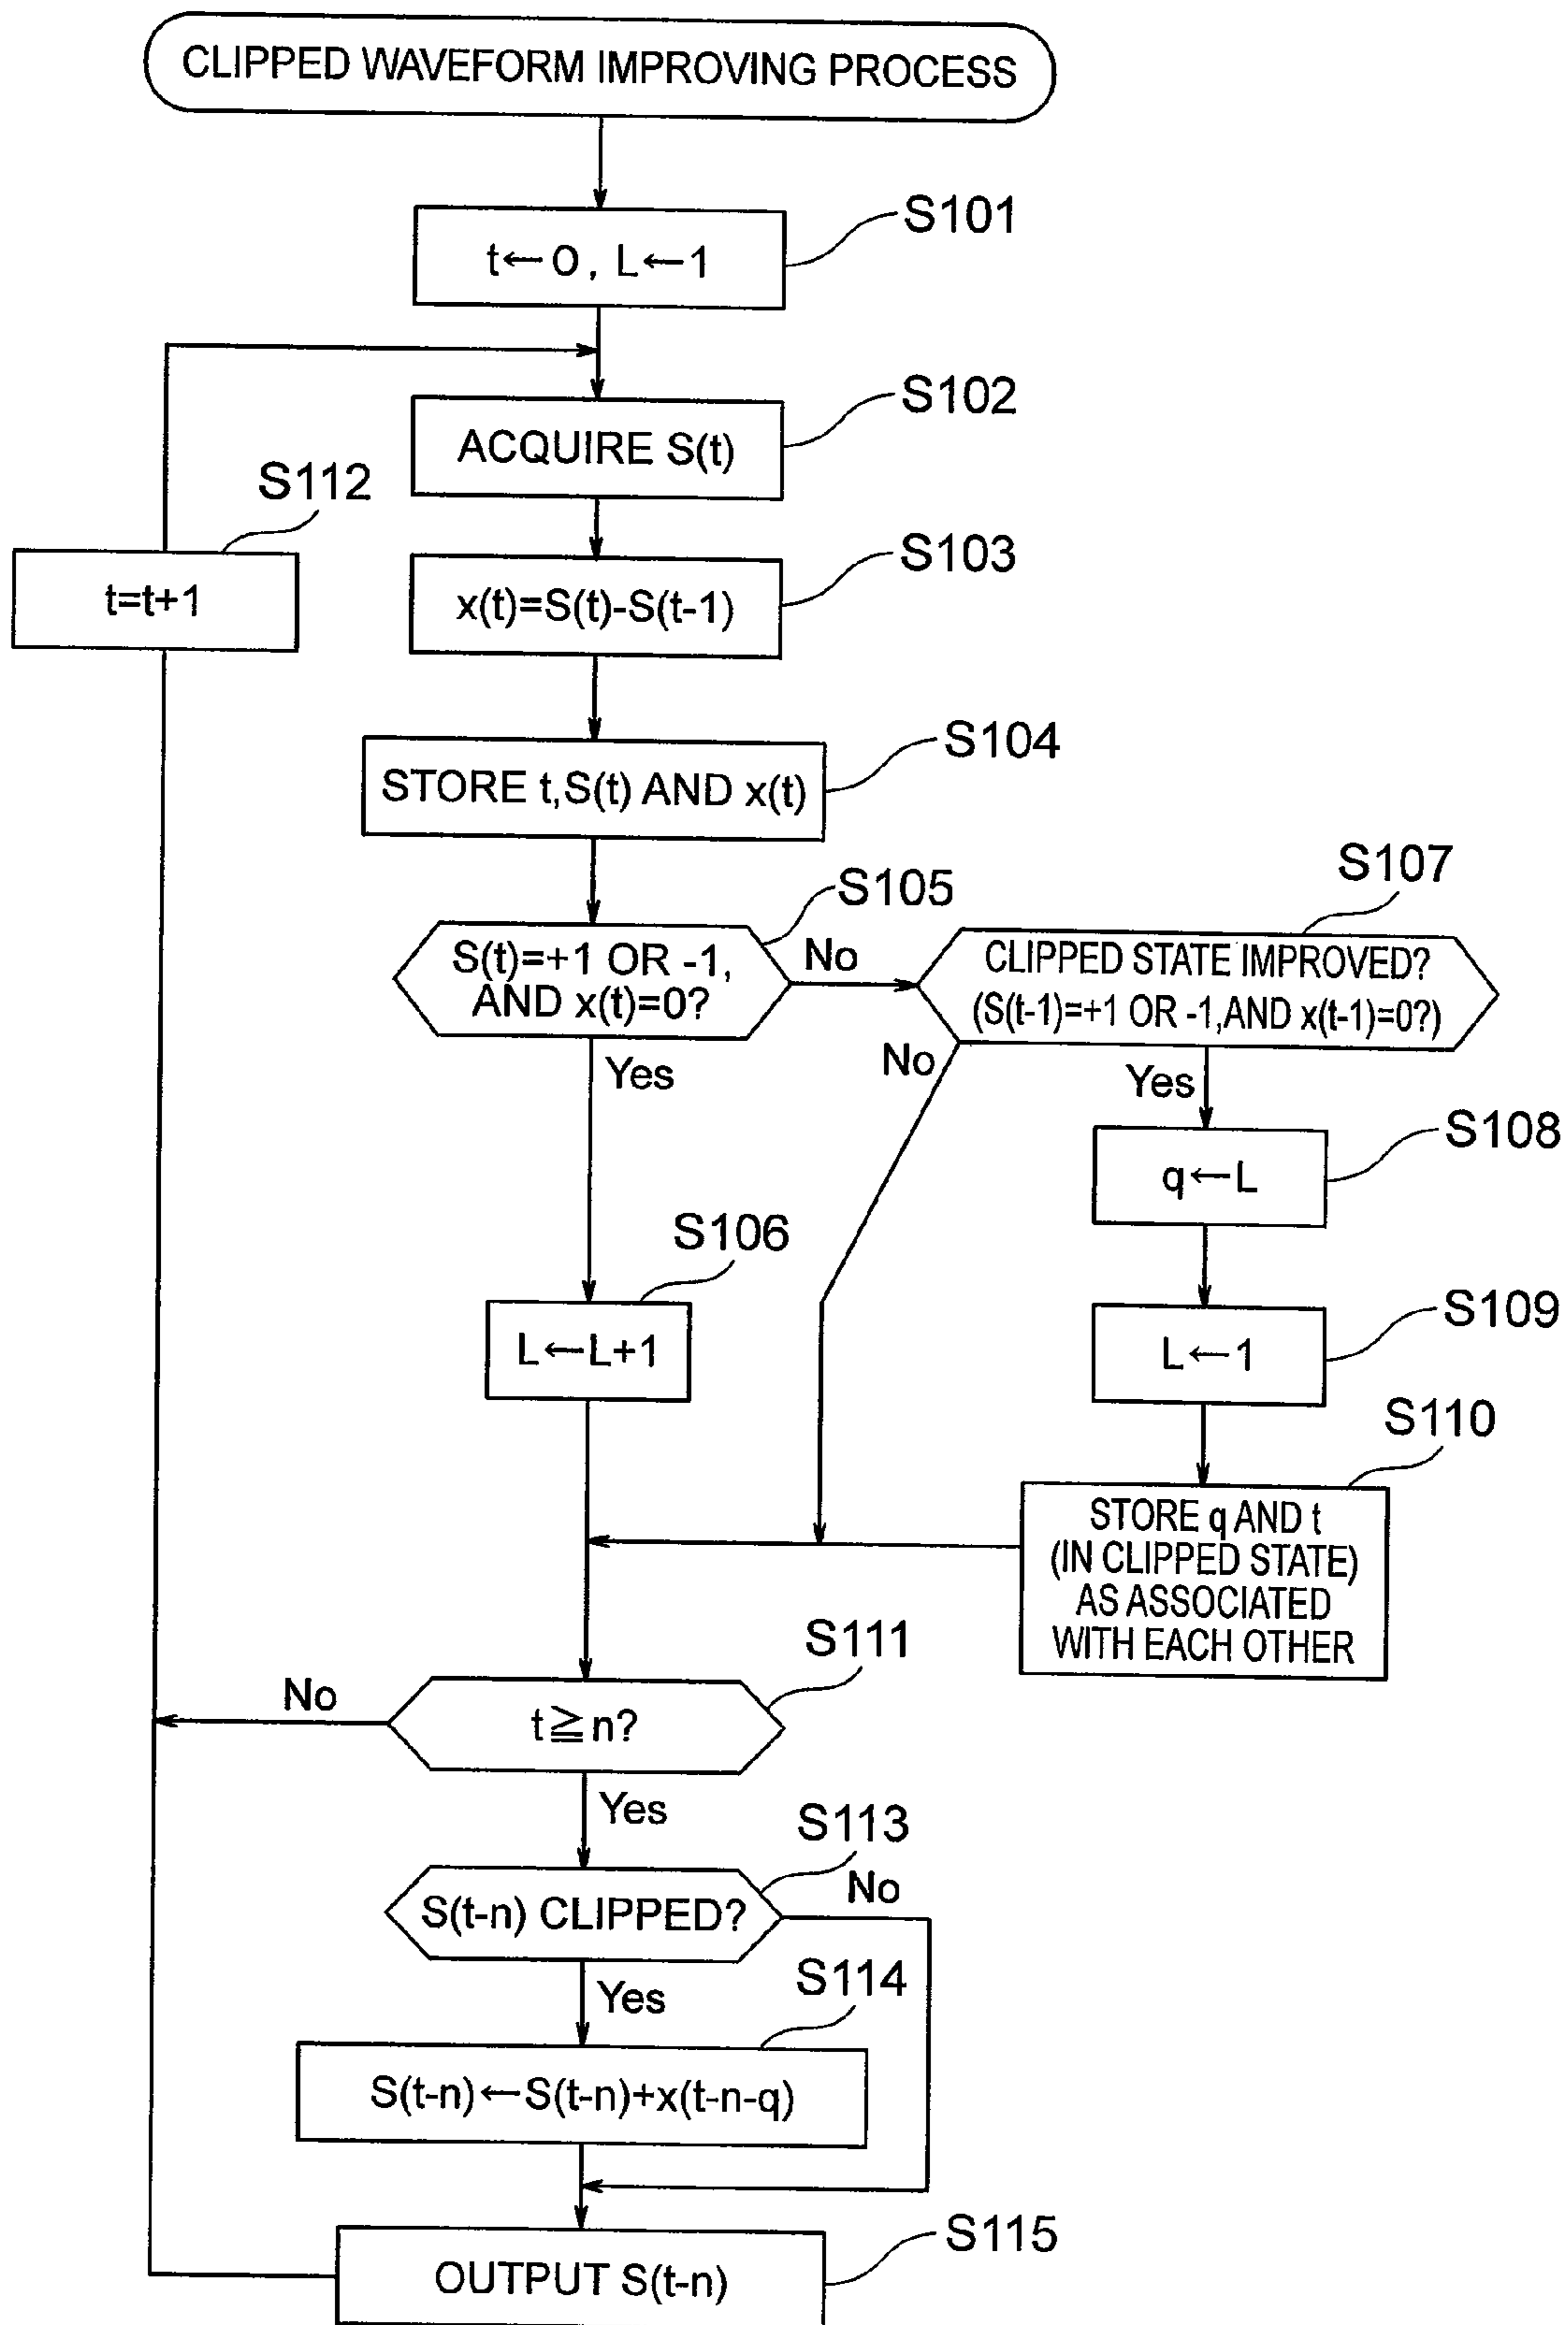 CLIPPED WAVEFORM IMPROVING PROCESS
S101
t←0, L←1
S102
ACQUIRE S(t)
S112
t=t+1
S103
x(t)=S(t)-S(t-1)
S104
STORE t,S(t) AND x(t)
S105
S(t)=+1 OR -1,
AND x(t)=0?
No
Yes
S107
CLIPPED STATE IMPROVED?
(S(t-1)=+1 OR -1,AND x(t-1)=0?)
No
Yes
S108
q←L
S106
L←L+1
S109
L←1
S110
STORE q AND t
(IN CLIPPED STATE)
AS ASSOCIATED
WITH EACH OTHER
S111
t≧n?
No
Yes
S113
S(t-n) CLIPPED?
No
Yes
S114
S(t-n)←S(t-n)+x(t-n-q)
S115
OUTPUT S(t-n)